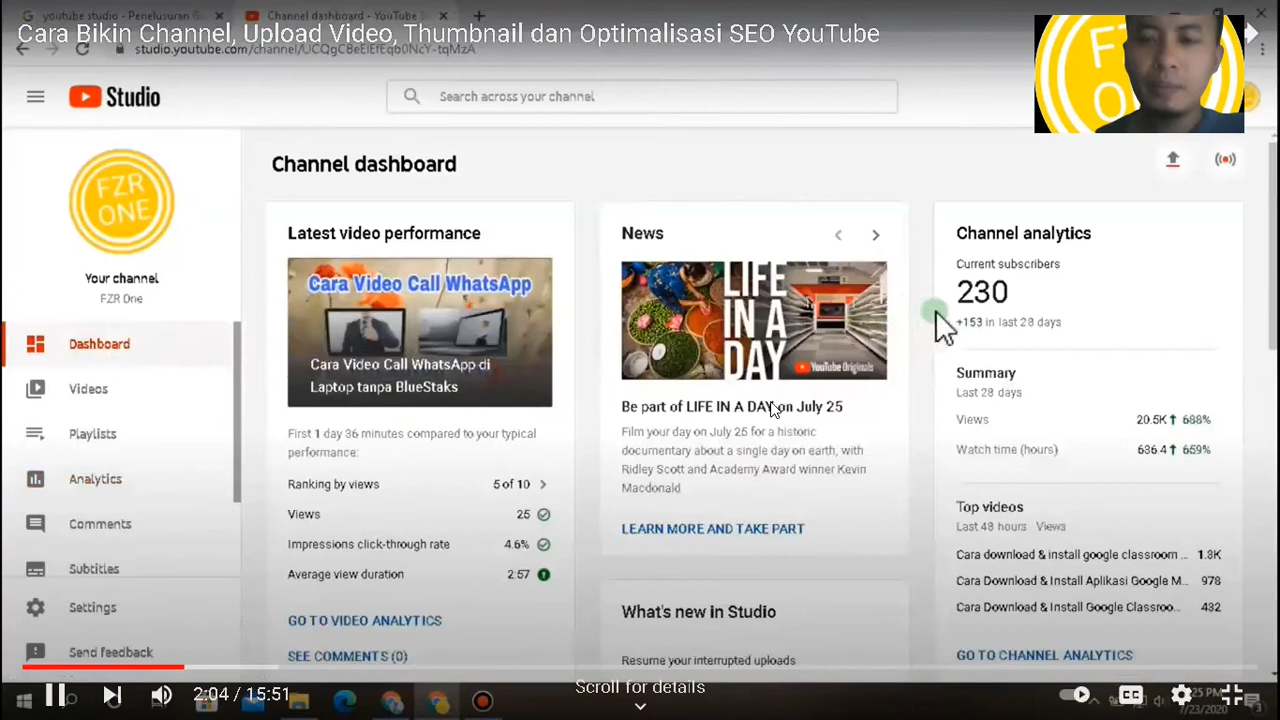 youtube studio - Penelusuran G
Channel dashboard - YouTube S
Cara Bikin Channel, Upload Video, Thumbnail dan Optimalisasi SEO YouTube
Studio
Search across your channel
FZR
ONE
FZR ONE
Your channel
FZR One
Dashboard
Videos
Playlists
Analytics
Comments
Subtitles
Settings
Send feedback
Channel dashboard
Latest video performance
Cara Video Call WhatsApp
Cara Video Call WhatsApp di
Laptop tanpa BlueStaks
First 1 day 36 minutes compared to your typical
performance:
Ranking by views 5 of 10
Views 25
Impressions click-through rate 4.6%
Average view duration 2:57
GO TO VIDEO ANALYTICS
SEE COMMENTS (0)
News
LIFE
IN A
DAY
YouTube Originals
Be part of LIFE IN A DAY on July 25
Film your day on July 25 for a historic
documentary about a single day on earth, with
Ridley Scott and Academy Award winner Kevin
Macdonald
LEARN MORE AND TAKE PART
What's new in Studio
Resume your interrupted uploads
Channel analytics
Current subscribers
230
+153 in last 28 days
Summary
Last 28 days
Views 20.5K 688%
Watch time (hours) 636.4 659%
Top videos
Last 48 hours Views
Cara download & install google classroom ... 1.8K
Cara Download & Install Aplikasi Google M... 978
Cara Download & Install Google Classroo... 432
GO TO CHANNEL ANALYTICS
2:04 / 15:51
Scroll for details
CC
7/23/2020